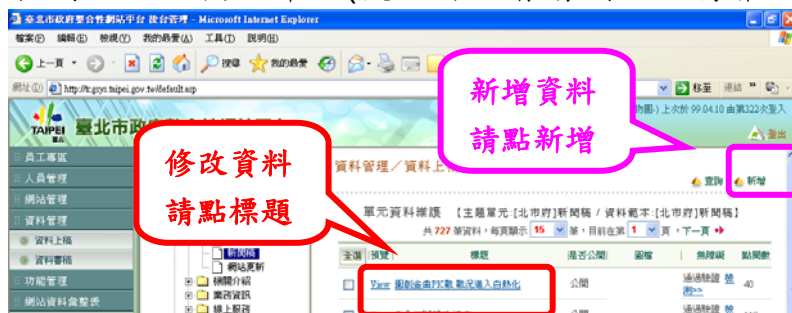 臺北市政府整合性網站平台 後台管理 - Microsoft Internet Explorer
檔案(F) 編輯(E) 檢視(V) 我的最愛(A) 工具(T) 說明(H)
上一頁 搜尋 我的最愛
網址(D) 移至 連結 »
上次於 99.04.10 由第322次登入
TAIPEI 臺北市政
登出
新增資料
請點新增
修改資料
請點標題
員工專區
人員管理
網站管理
資料管理
資料上稿
資料審稿
功能管理
網站資料彙整表
新聞稿
網站更新
機關介紹
業務資訊
線上服務
資料管理／資料上
查詢 新增
單元資料維護 【主題單元:[北市府]新聞稿 / 資料範本:[北市府]新聞稿】
共 727 筆資料，每頁顯示 15 筆，目前在第 1 頁，下一頁
全選 預覽 標題 是否公開 圖檔 無障礙 點閱數
View 公開 通過檢證 40